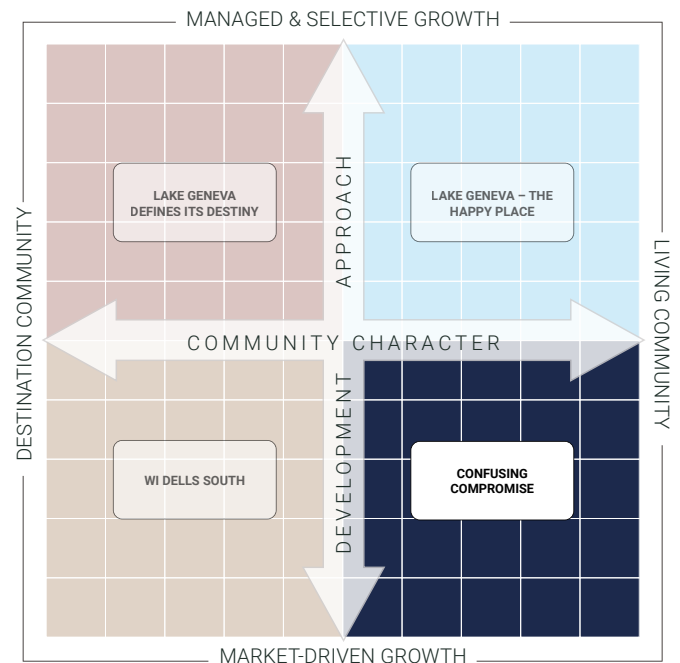 MANAGED & SELECTIVE GROWTH
LAKE GENEVA
DEFINES ITS DESTINY
LAKE GENEVA – THE
HAPPY PLACE
DESTINATION COMMUNITY
LIVING COMMUNITY
COMMUNITY CHARACTER
DEVELOPMENT APPROACH
WI DELLS SOUTH
CONFUSING
COMPROMISE
MARKET-DRIVEN GROWTH